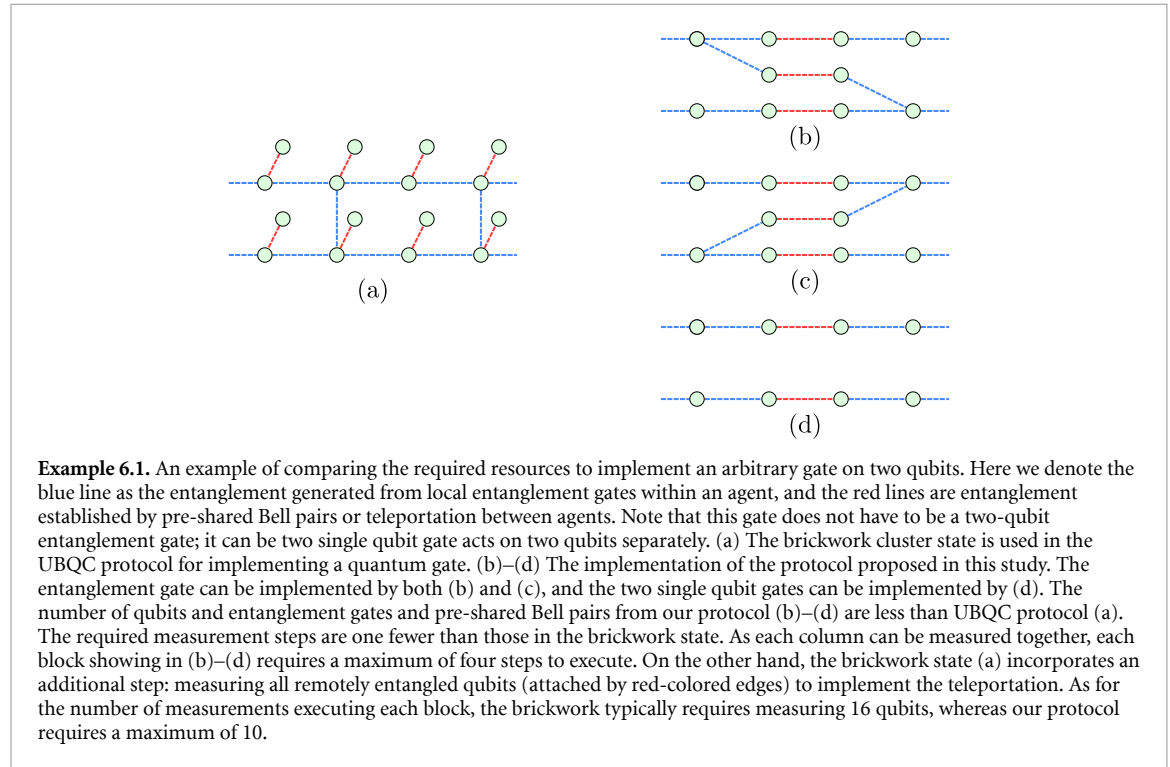 (b)
(a)
(c)
(d)
Example 6.1. An example of comparing the required resources to implement an arbitrary gate on two qubits. Here we denote the
blue line as the entanglement generated from local entanglement gates within an agent, and the red lines are entanglement
established by pre-shared Bell pairs or teleportation between agents. Note that this gate does not have to be a two-qubit
entanglement gate; it can be two single qubit gate acts on two qubits separately. (a) The brickwork cluster state is used in the
UBQC protocol for implementing a quantum gate. (b)–(d) The implementation of the protocol proposed in this study. The
entanglement gate can be implemented by both (b) and (c), and the two single qubit gates can be implemented by (d). The
number of qubits and entanglement gates and pre-shared Bell pairs from our protocol (b)–(d) are less than UBQC protocol (a).
The required measurement steps are one fewer than those in the brickwork state. As each column can be measured together, each
block showing in (b)–(d) requires a maximum of four steps to execute. On the other hand, the brickwork state (a) incorporates an
additional step: measuring all remotely entangled qubits (attached by red-colored edges) to implement the teleportation. As for
the number of measurements executing each block, the brickwork typically requires measuring 16 qubits, whereas our protocol
requires a maximum of 10.